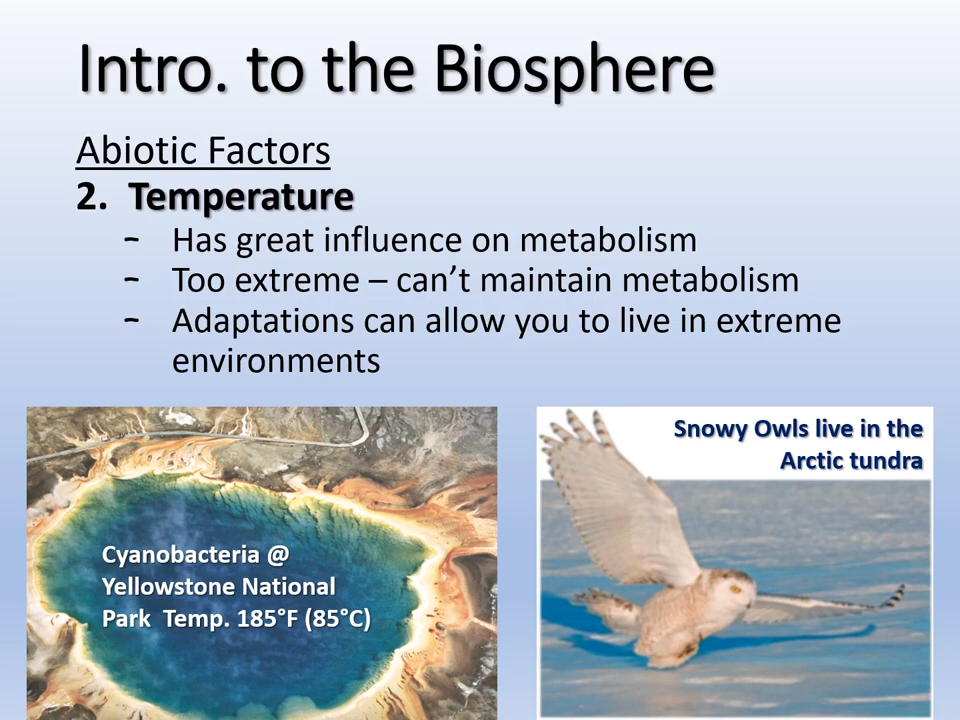 Intro. to the Biosphere
Abiotic Factors
2. Temperature
– Has great influence on metabolism
– Too extreme – can’t maintain metabolism
– Adaptations can allow you to live in extreme
environments
Cyanobacteria @
Yellowstone National
Park Temp. 185°F (85°C)
Snowy Owls live in the
Arctic tundra